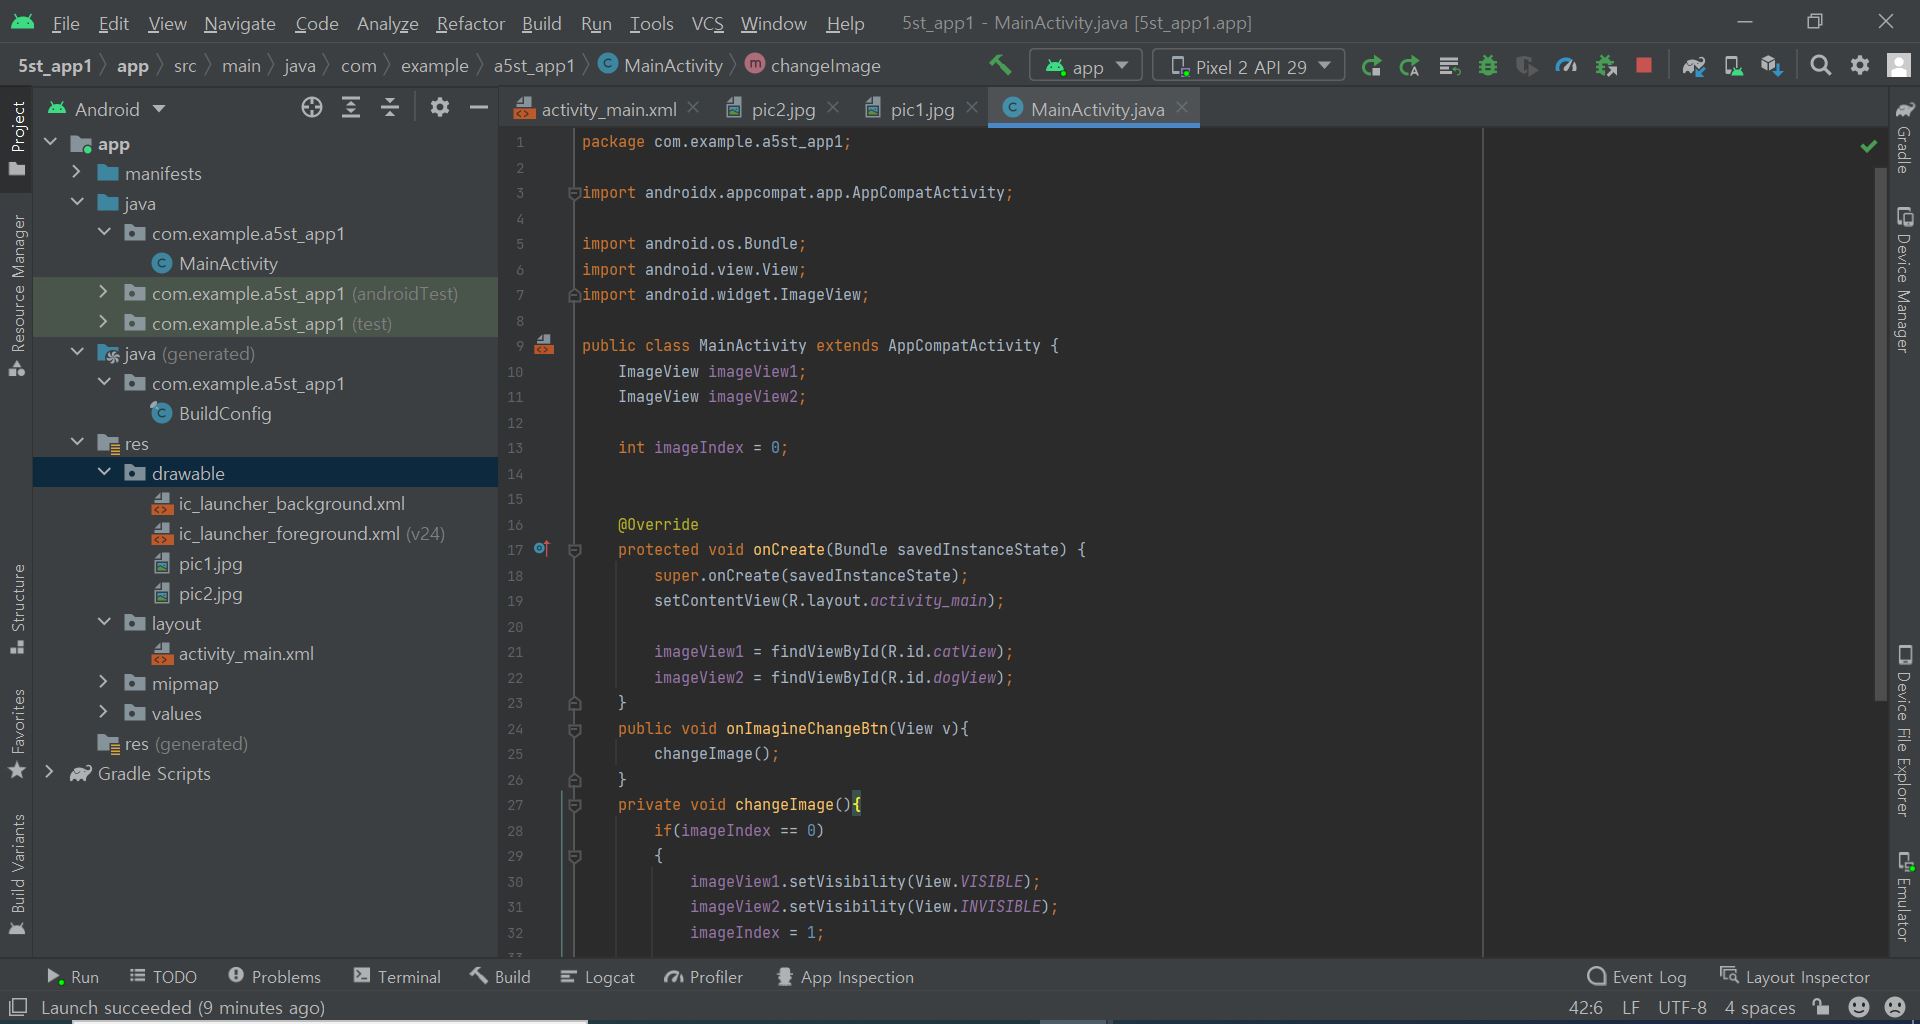 File Edit View Navigate Code Analyze Refactor Build Run Tools VCS Window Help 5st_app1 - MainActivity.java [5st_app1.app]
5st_app1 app src main java com example a5st_app1 MainActivity changeImage app Pixel 2 API 29
Project
Resource Manager
Structure
Favorites
Build Variants
Android
app
manifests
java
com.example.a5st_app1
MainActivity
com.example.a5st_app1 (androidTest)
com.example.a5st_app1 (test)
java (generated)
com.example.a5st_app1
BuildConfig
res
drawable
ic_launcher_background.xml
ic_launcher_foreground.xml (v24)
pic1.jpg
pic2.jpg
layout
activity_main.xml
mipmap
values
res (generated)
Gradle Scripts
activity_main.xml pic2.jpg pic1.jpg MainActivity.java
1 package com.example.a5st_app1;
2
3 import androidx.appcompat.app.AppCompatActivity;
4
5 import android.os.Bundle;
6 import android.view.View;
7 import android.widget.ImageView;
8
9 public class MainActivity extends AppCompatActivity {
10 ImageView imageView1;
11 ImageView imageView2;
12
13 int imageIndex = 0;
14
15
16 @Override
17 protected void onCreate(Bundle savedInstanceState) {
18 super.onCreate(savedInstanceState);
19 setContentView(R.layout.activity_main);
20
21 imageView1 = findViewById(R.id.catView);
22 imageView2 = findViewById(R.id.dogView);
23 }
24 public void onImagineChangeBtn(View v){
25 changeImage();
26 }
27 private void changeImage(){
28 if(imageIndex == 0)
29 {
30 imageView1.setVisibility(View.VISIBLE);
31 imageView2.setVisibility(View.INVISIBLE);
32 imageIndex = 1;
Gradle
Device Manager
Device File Explorer
Emulator
Run TODO Problems Terminal Build Logcat Profiler App Inspection Event Log Layout Inspector
Launch succeeded (9 minutes ago) 42:6 LF UTF-8 4 spaces